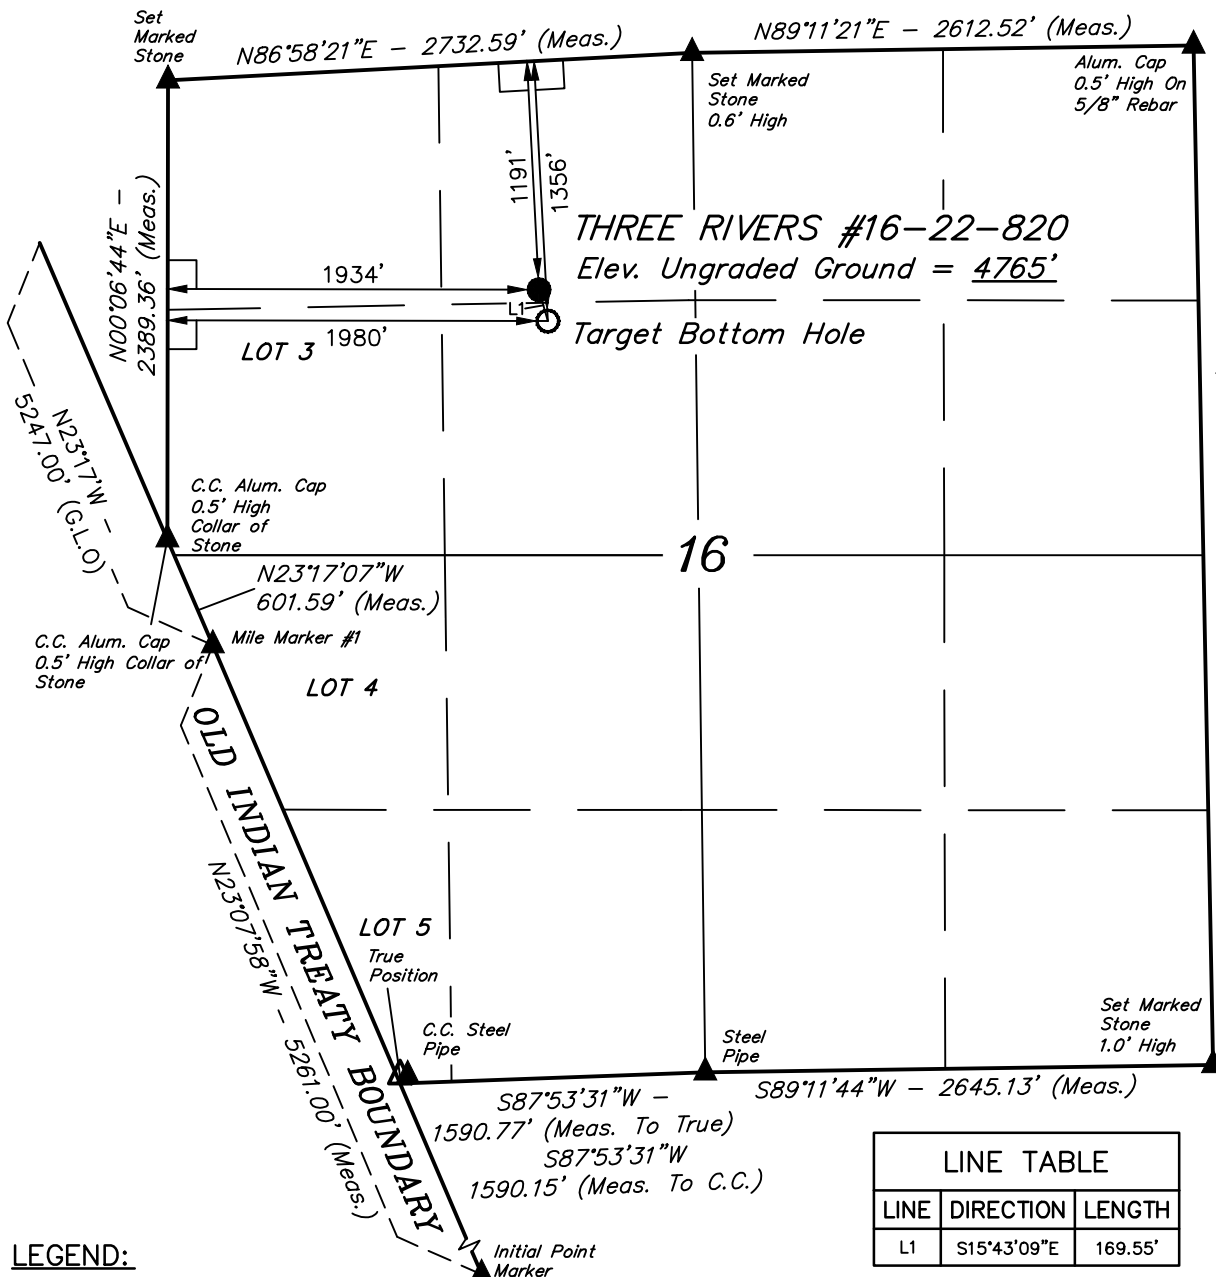 Set
Marked
Stone
N86°58'21"E - 2732.59' (Meas.)
N89°11'21"E - 2612.52' (Meas.)
Set Marked
Stone
0.6' High
Alum. Cap
0.5' High On
5/8" Rebar
N00°06'44"E -
2389.36' (Meas.)
1191'
1356'
THREE RIVERS #16-22-820
Elev. Ungraded Ground = 4765'
1934'
L1
Target Bottom Hole
1980'
LOT 3
N23°17'W -
5247.00' (G.L.O)
C.C. Alum. Cap
0.5' High
Collar of
Stone
16
N23°17'07"W
601.59' (Meas.)
C.C. Alum. Cap
0.5' High Collar of
Stone
Mile Marker #1
LOT 4
OLD INDIAN TREATY BOUNDARY
N23°07'58"W - 5261.00' (Meas.)
LOT 5
True
Position
C.C. Steel
Pipe
Steel
Pipe
Set Marked
Stone
1.0' High
S87°53'31"W -
1590.77' (Meas. To True)
S87°53'31"W
1590.15' (Meas. To C.C.)
S89°11'44"W - 2645.13' (Meas.)
LINE TABLE
LINE DIRECTION LENGTH
L1 S15°43'09"E 169.55'
LEGEND:
Initial Point
Marker